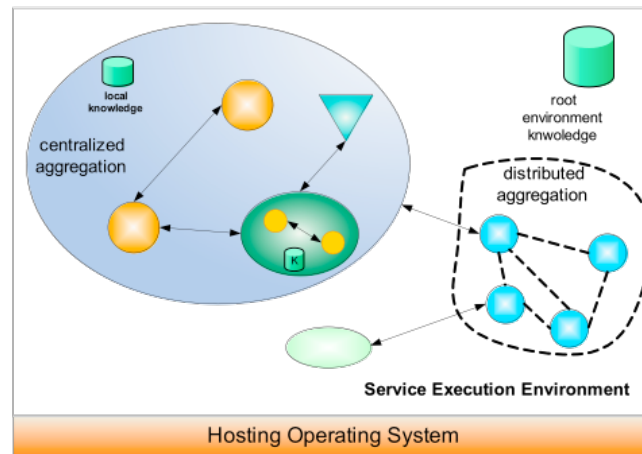 local
knowledge
centralized
aggregation
K
root
environment
knwoledge
distributed
aggregation
Service Execution Environment
Hosting Operating System